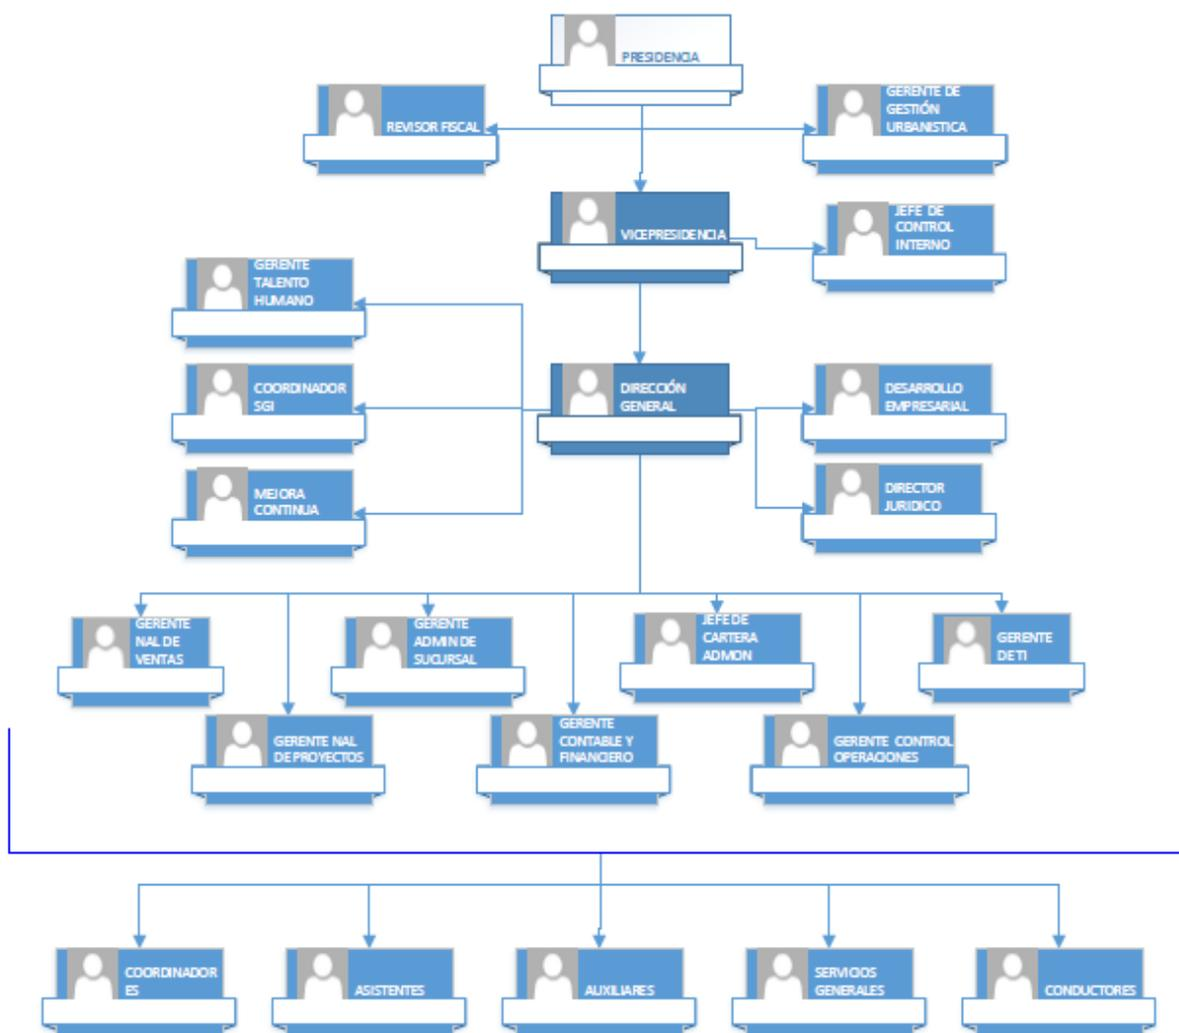 PRESIDENCIA
REVISOR FISCAL
GERENTE DE
GESTIÓN
URBANISTICA
VICEPRESIDENCIA
JEFE DE
CONTROL
INTERNO
GERENTE
TALENTO
HUMANO
COORDINADOR
SGI
DIRECCIÓN
GENERAL
DESARROLLO
EMPRESARIAL
MEJORA
CONTINUA
DIRECTOR
JURIDICO
GERENTE
NAL DE
VENTAS
GERENTE
ADMIN DE
SUCURSAL
JEFE DE
CARTERA
ADMON
GERENTE
DE TI
GERENTE NAL
DE PROYECTOS
GERENTE
CONTABLE Y
FINANCIERO
GERENTE CONTROL
OPERACIONES
COORDINADOR
ES
ASISTENTES
AUXILIARES
SERVICIOS
GENERALES
CONDUCTORES